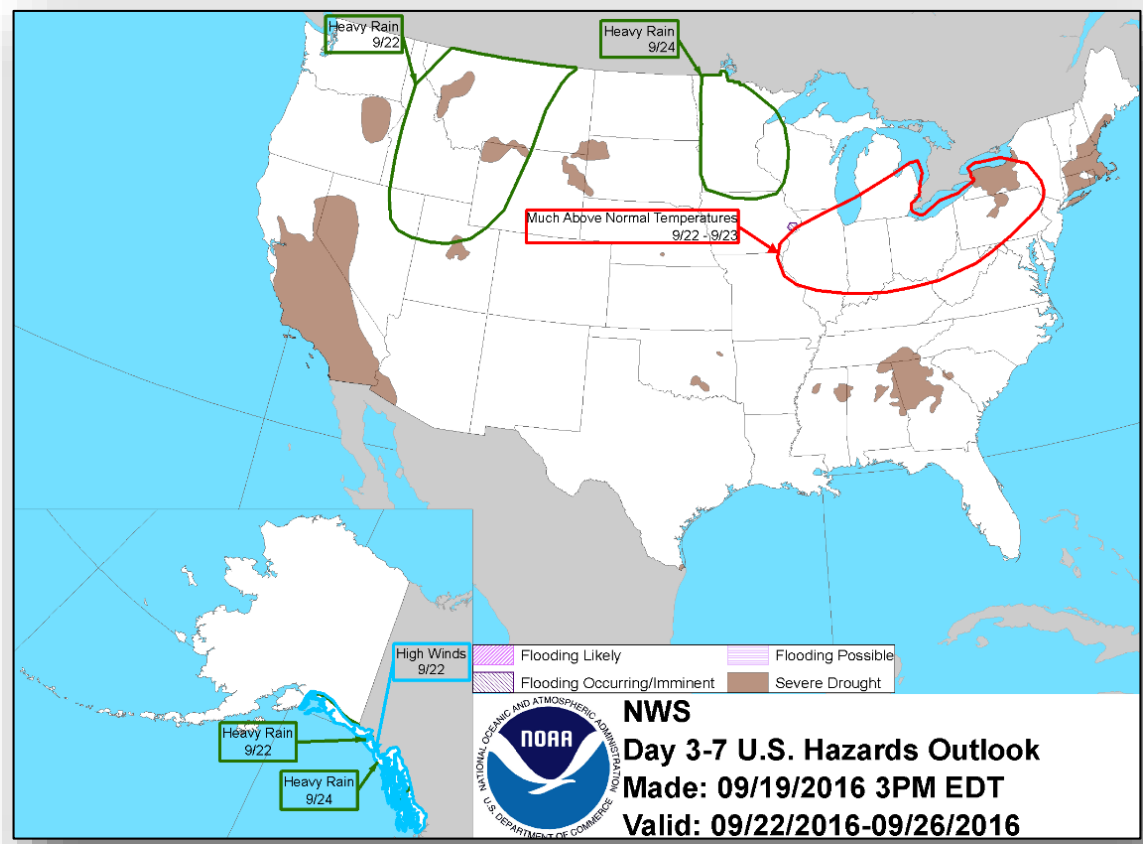 Heavy Rain
9/22
Heavy Rain
9/24
Much Above Normal Temperatures
9/22 - 9/23
High Winds
9/22
Heavy Rain
9/22
Heavy Rain
9/24
Flooding Likely
Flooding Possible
Flooding Occurring/Imminent
Severe Drought
NATIONAL OCEANIC AND ATMOSPHERIC ADMINISTRATION
NOAA
U.S. DEPARTMENT OF COMMERCE
NWS
Day 3-7 U.S. Hazards Outlook
Made: 09/19/2016 3PM EDT
Valid: 09/22/2016-09/26/2016